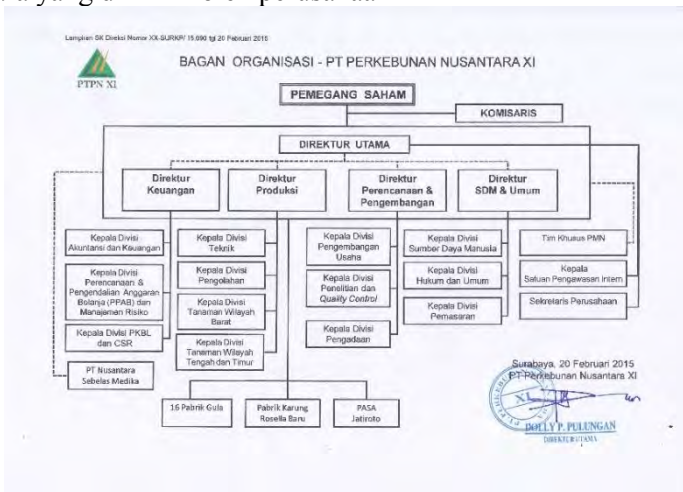 Lampiran SK Direksi Nomor XX-SURKP/ 15.690 tgl 20 Februari 2015
PTPN XI
BAGAN ORGANISASI - PT PERKEBUNAN NUSANTARA XI
PEMEGANG SAHAM
KOMISARIS
DIREKTUR UTAMA
Direktur
Keuangan
Direktur
Produksi
Direktur
Perencanaan &
Pengembangan
Direktur
SDM & Umum
Kepala Divisi
Akuntansi dan Keuangan
Kepala Divisi
Perencanaan &
Pengendalian Anggaran
Belanja (PPAB) dan
Manajemen Risiko
Kepala Divisi PKBL
dan CSR
PT Nusantara
Sebelas Medika
Kepala Divisi
Teknik
Kepala Divisi
Pengolahan
Kepala Divisi
Tanaman Wilayah
Barat
Kepala Divisi
Tanaman Wilayah
Tengah dan Timur
Kepala Divisi
Pengembangan
Usaha
Kepala Divisi
Penelitian dan
Quality Control
Kepala Divisi
Pengadaan
Kepala Divisi
Sumber Daya Manusia
Kepala Divisi
Hukum dan Umum
Kepala Divisi
Pemasaran
Tim Khusus PMN
Kepala
Satuan Pengawasan Intern
Sekretaris Perusahaan
16 Pabrik Gula
Pabrik Karung
Rosella Baru
PASA
Jatiroto
Surabaya, 20 Februari 2015
PT Perkebunan Nusantara XI
XI
DOLLY P. PULUNGAN
DIREKTUR UTAMA